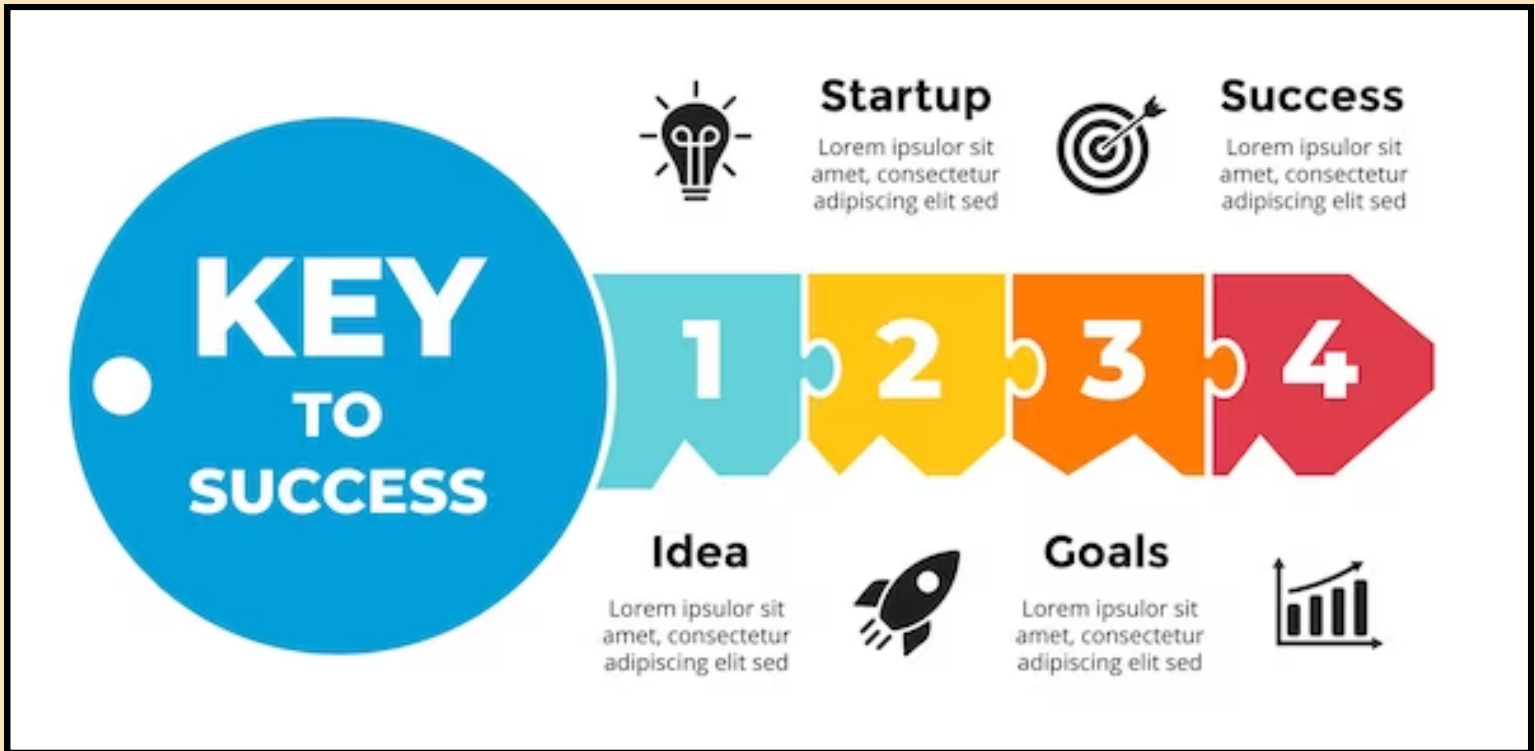 KEY
TO
SUCCESS
1
2
3
4
Idea
Lorem ipsulor sit
amet, consectetur
adipiscing elit sed
Startup
Lorem ipsulor sit
amet, consectetur
adipiscing elit sed
Goals
Lorem ipsulor sit
amet, consectetur
adipiscing elit sed
Success
Lorem ipsulor sit
amet, consectetur
adipiscing elit sed